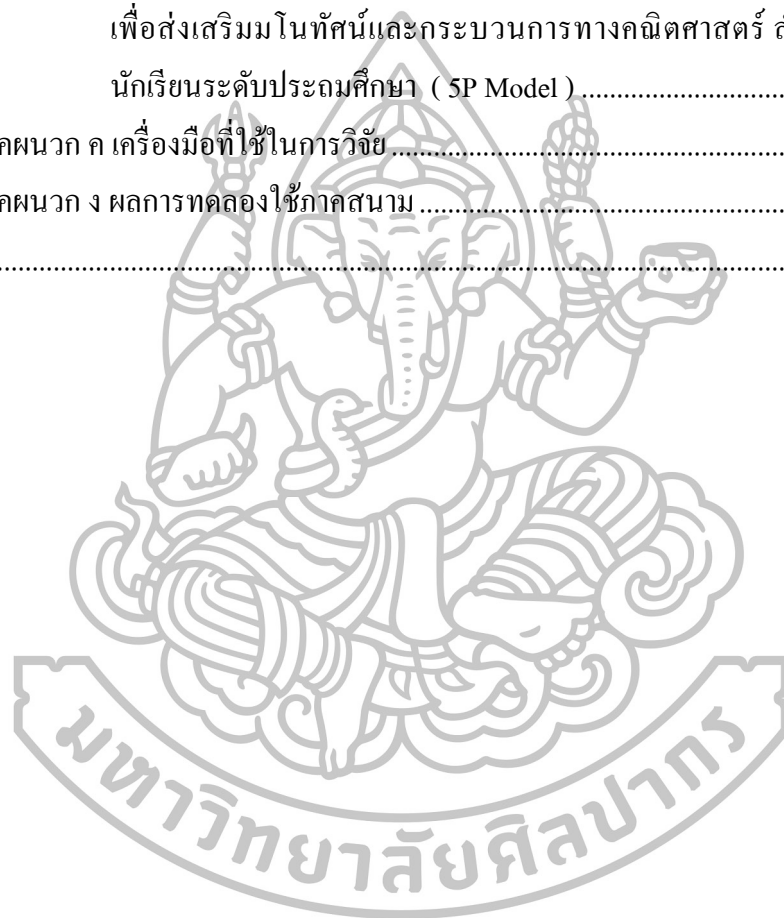 เพื่อส่งเสริมมโนทัศน์และกระบวนการทางคณิตศาสตร์
นักเรียนระดับประถมศึกษา ( 5P Model ) ................................
คผนวก ค เครื่องมือที่ใช้ในการวิจัย ................................................................
คผนวก ง ผลการทดลองใช้ภาคสนาม ................................................................
................................................................................................
มหาวิทยาลัยศิลปากร